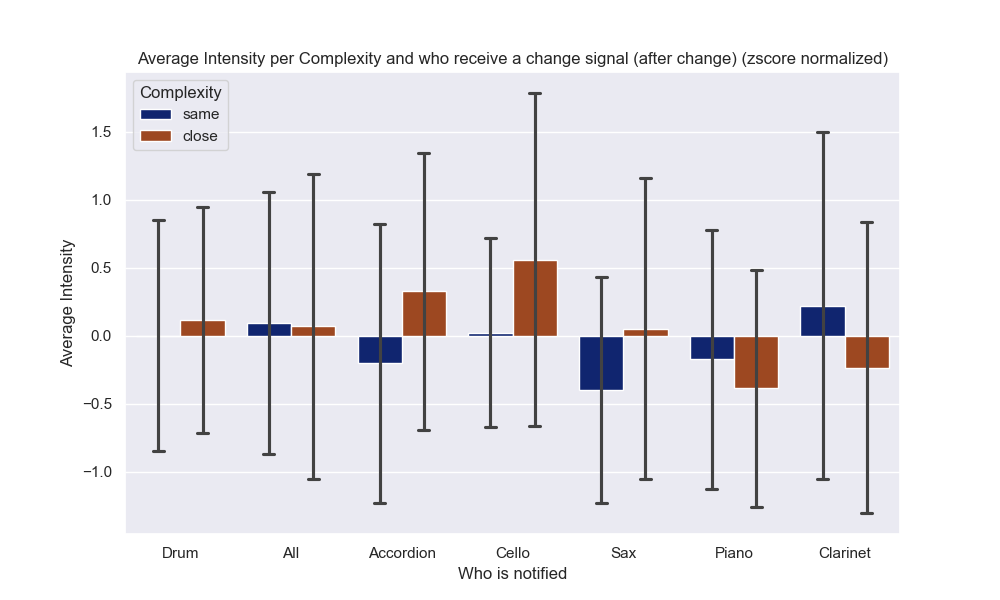 Average Intensity per Complexity and who receive a change signal (after change) (zscore normalized)
Complexity
same
close
Average Intensity
1.5
1.0
0.5
0.0
−0.5
−1.0
Drum All Accordion Cello Sax Piano Clarinet
Who is notified